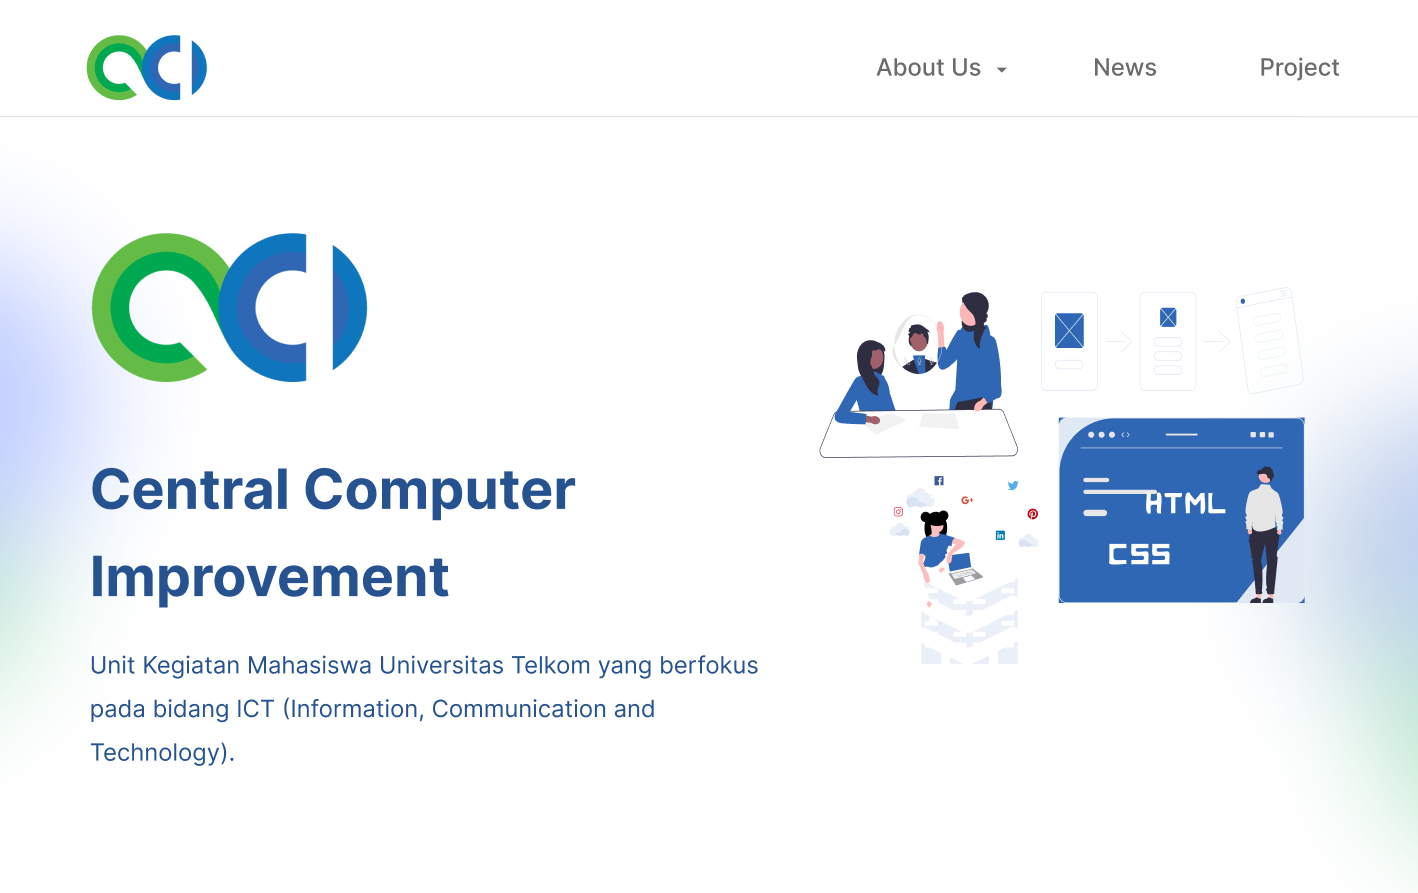 About Us
News
Project
Central Computer
Improvement
Unit Kegiatan Mahasiswa Universitas Telkom yang berfokus
pada bidang ICT (Information, Communication and
Technology).
HTML
CSS